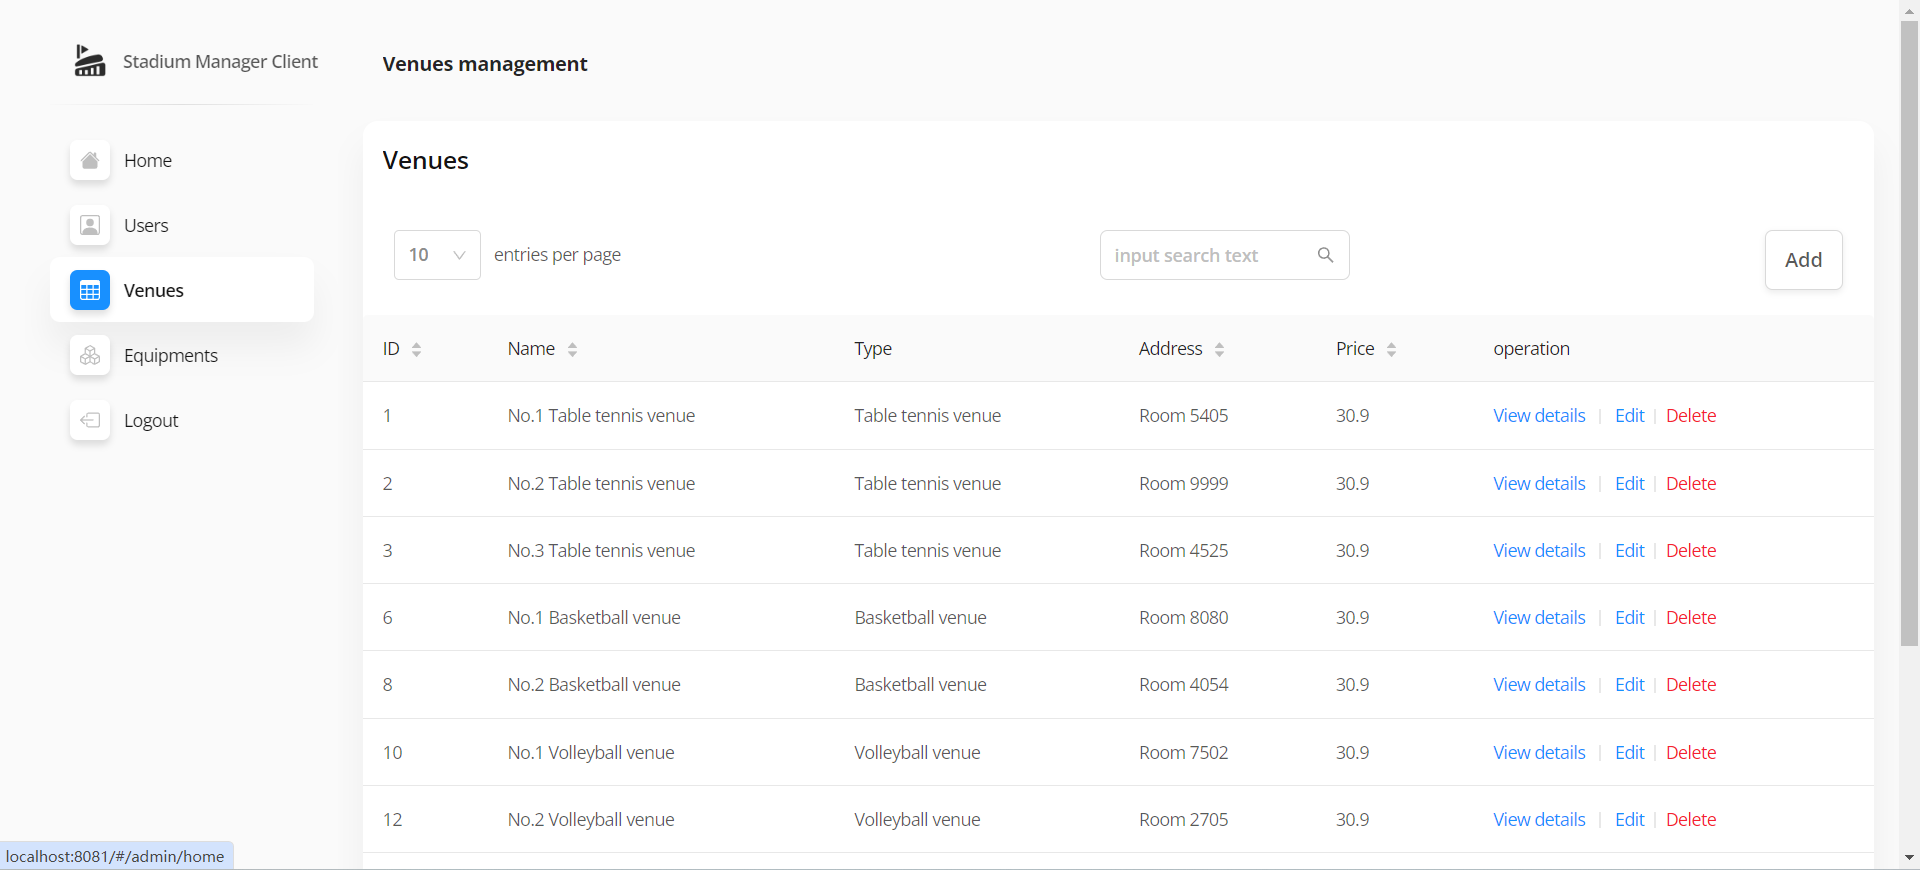 Stadium Manager Client
Venues management
Home
Users
Venues
Equipments
Logout
Venues
10 entries per page
input search text
Add
ID Name Type Address Price operation
1 No.1 Table tennis venue Table tennis venue Room 5405 30.9 View details Edit Delete
2 No.2 Table tennis venue Table tennis venue Room 9999 30.9 View details Edit Delete
3 No.3 Table tennis venue Table tennis venue Room 4525 30.9 View details Edit Delete
6 No.1 Basketball venue Basketball venue Room 8080 30.9 View details Edit Delete
8 No.2 Basketball venue Basketball venue Room 4054 30.9 View details Edit Delete
10 No.1 Volleyball venue Volleyball venue Room 7502 30.9 View details Edit Delete
12 No.2 Volleyball venue Volleyball venue Room 2705 30.9 View details Edit Delete
localhost:8081/#/admin/home